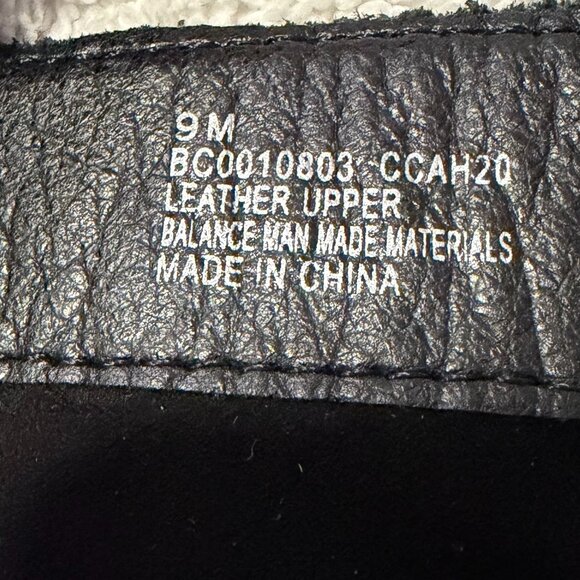 9 M
BC0010803 CCAH20
LEATHER UPPER
BALANCE MAN MADE MATERIALS
MADE IN CHINA